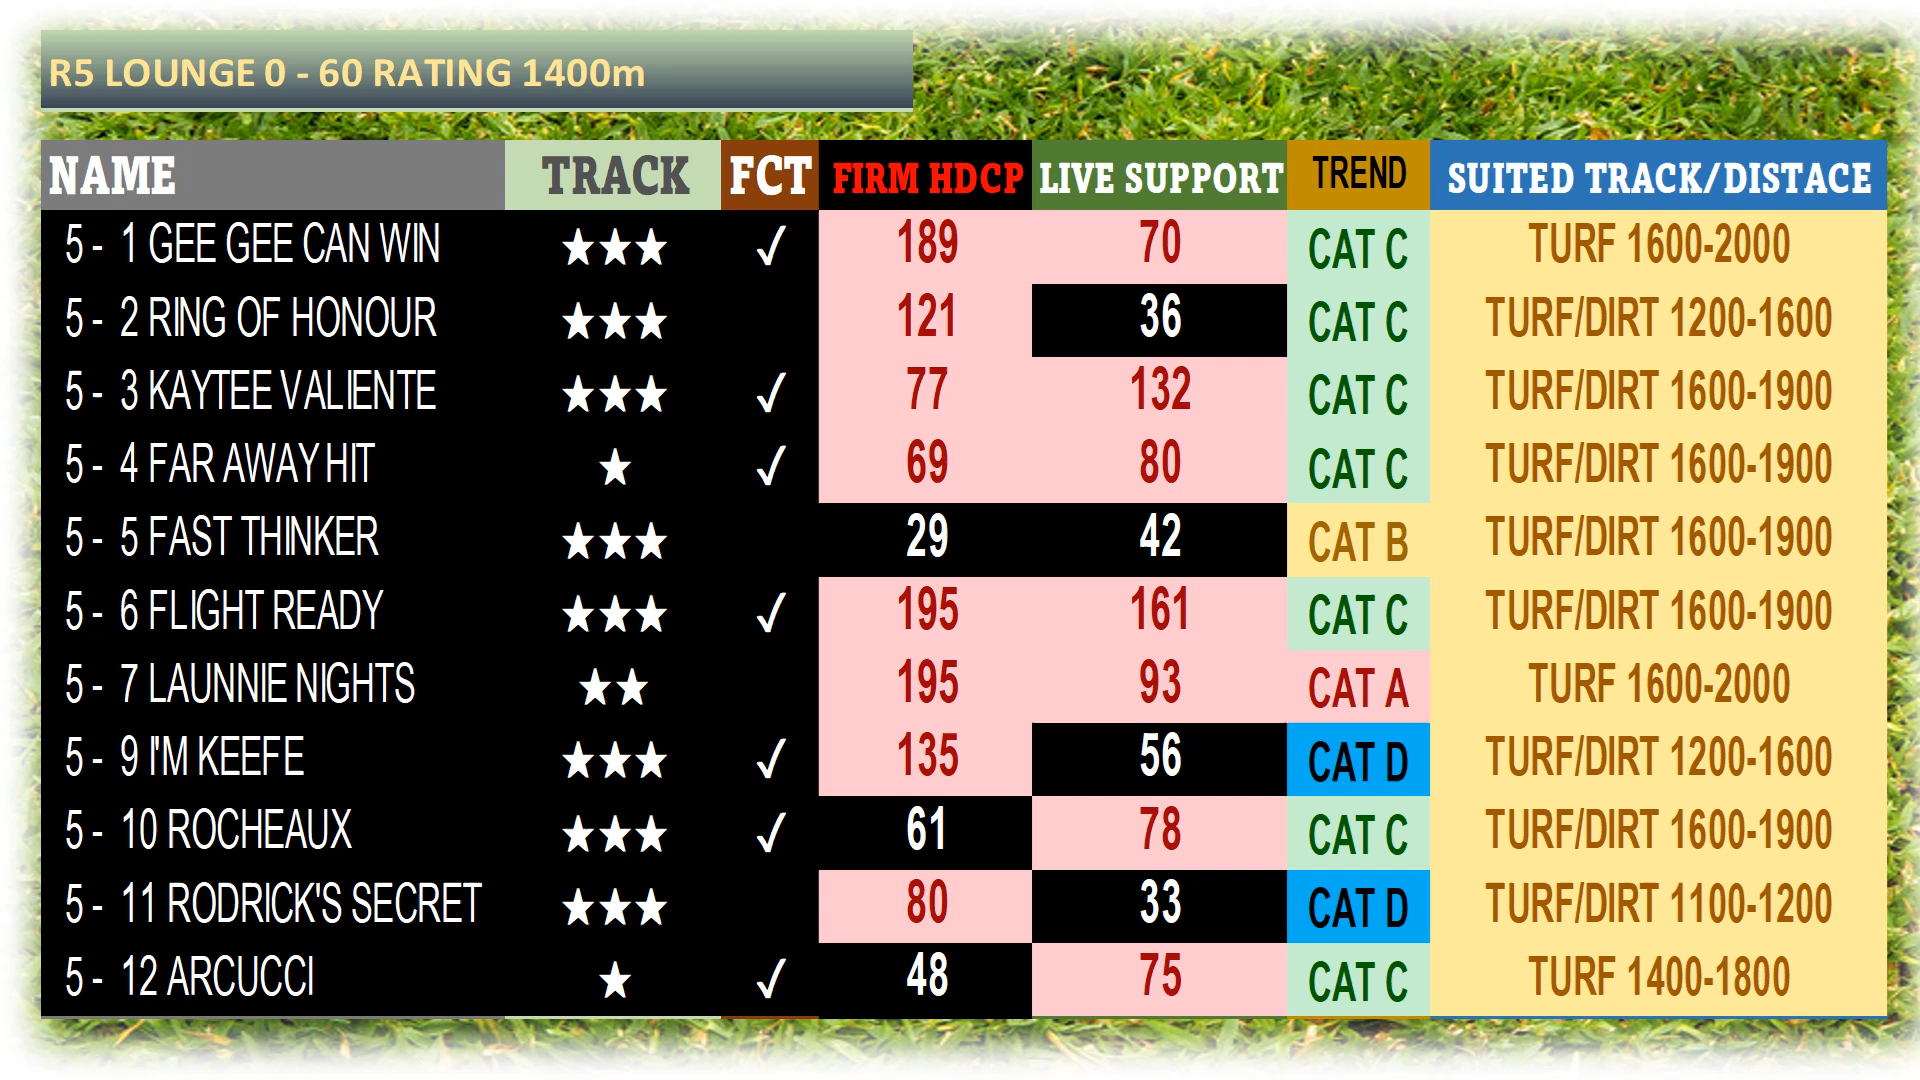 R5 LOUNGE 0 - 60 RATING 1400m
NAME TRACK FCT FIRM HDCP LIVE SUPPORT TREND SUITED TRACK/DISTACE
5 - 1 GEE GEE CAN WIN ★★★ ✓ 189 70 CAT C TURF 1600-2000
5 - 2 RING OF HONOUR ★★★ 121 36 CAT C TURF/DIRT 1200-1600
5 - 3 KAYTEE VALIENTE ★★★ ✓ 77 132 CAT C TURF/DIRT 1600-1900
5 - 4 FAR AWAY HIT ★ ✓ 69 80 CAT C TURF/DIRT 1600-1900
5 - 5 FAST THINKER ★★★ 29 42 CAT B TURF/DIRT 1600-1900
5 - 6 FLIGHT READY ★★★ ✓ 195 161 CAT C TURF/DIRT 1600-1900
5 - 7 LAUNNIE NIGHTS ★★ 195 93 CAT A TURF 1600-2000
5 - 9 I'M KEEFE ★★★ ✓ 135 56 CAT D TURF/DIRT 1200-1600
5 - 10 ROCHEAUX ★★★ ✓ 61 78 CAT C TURF/DIRT 1600-1900
5 - 11 RODRICK'S SECRET ★★★ 80 33 CAT D TURF/DIRT 1100-1200
5 - 12 ARCUCCI ★ ✓ 48 75 CAT C TURF 1400-1800